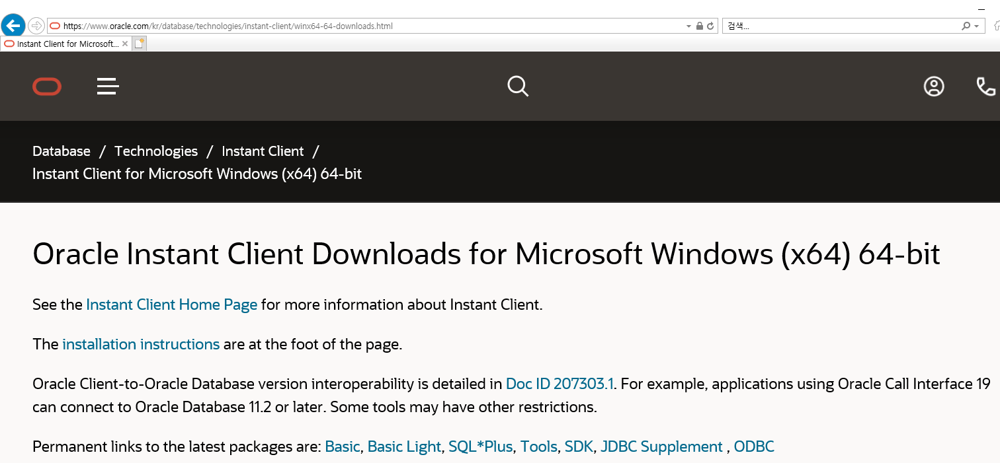 https://www.oracle.com/kr/database/technologies/instant-client/winx64-64-downloads.html
검색...
Instant Client for Microsoft...
Database / Technologies / Instant Client /
Instant Client for Microsoft Windows (x64) 64-bit
Oracle Instant Client Downloads for Microsoft Windows (x64) 64-bit
See the Instant Client Home Page for more information about Instant Client.
The installation instructions are at the foot of the page.
Oracle Client-to-Oracle Database version interoperability is detailed in Doc ID 207303.1. For example, applications using Oracle Call Interface 19
can connect to Oracle Database 11.2 or later. Some tools may have other restrictions.
Permanent links to the latest packages are: Basic, Basic Light, SQL*Plus, Tools, SDK, JDBC Supplement , ODBC